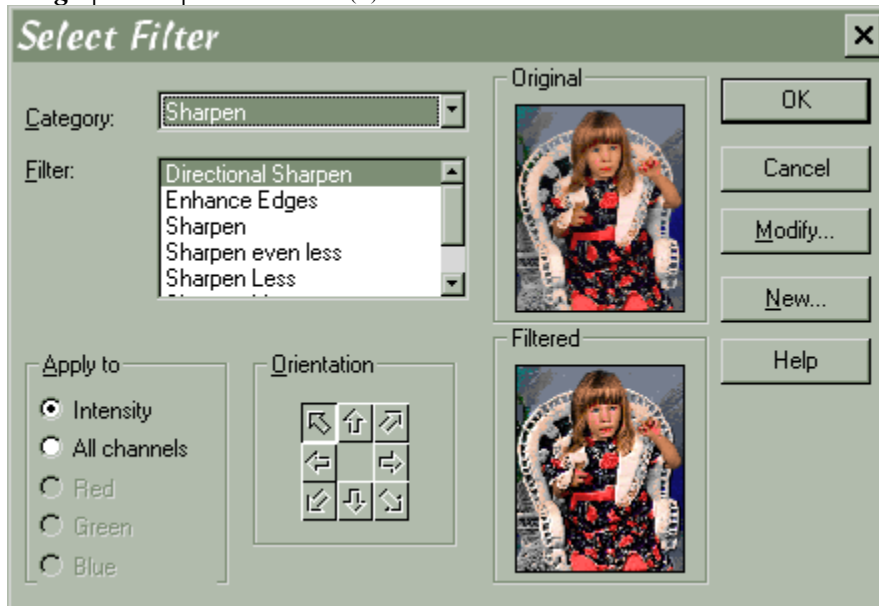 Select Filter
Category:
Sharpen
Filter:
Directional Sharpen
Enhance Edges
Sharpen
Sharpen even less
Sharpen Less
Apply to
Intensity
All channels
Red
Green
Blue
Orientation
Original
Filtered
OK
Cancel
Modify...
New...
Help